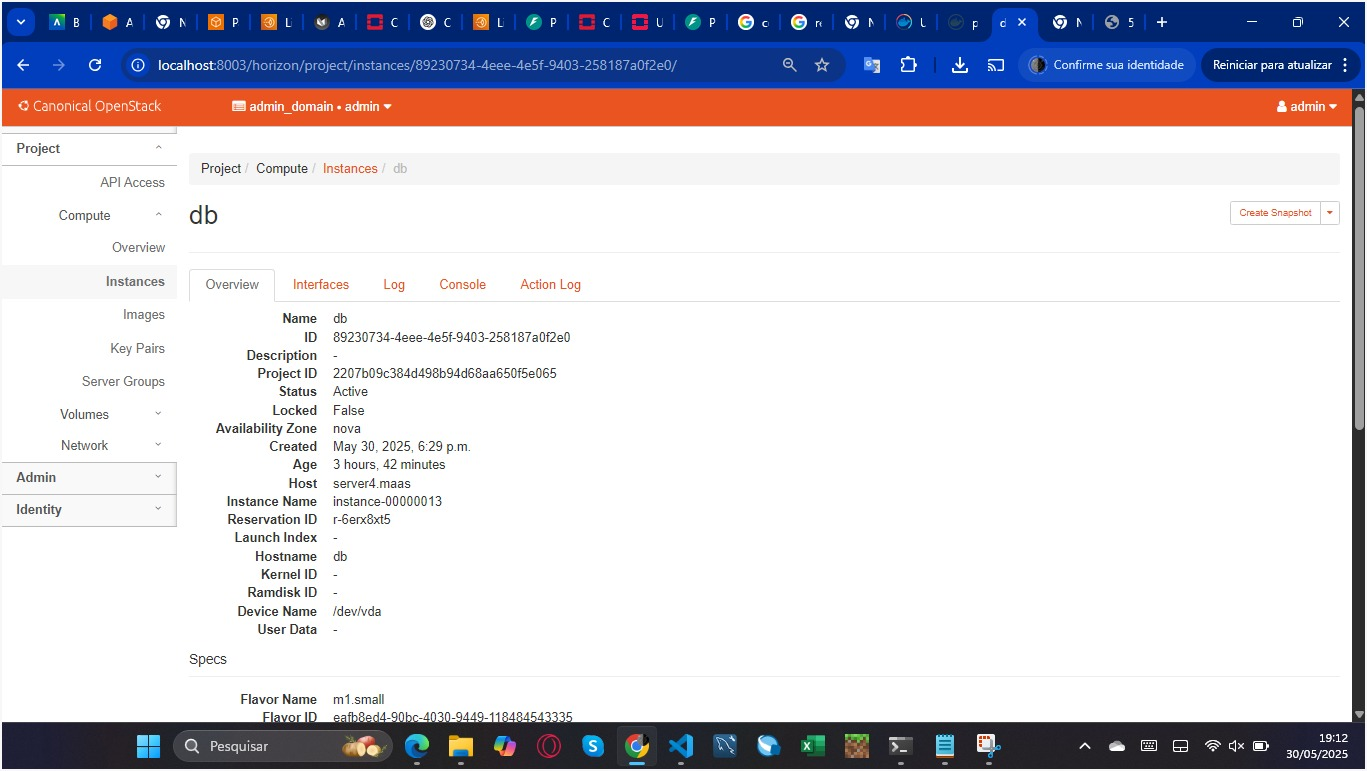 B
A
N
P
Li
A
C
C
Li
P
C
U
P
c
re
N
U
p
d
N
5
localhost:8003/horizon/project/instances/89230734-4eee-4e5f-9403-258187a0f2e0/
Confirme sua identidade
Reiniciar para atualizar
Canonical OpenStack
admin_domain • admin
admin
Project
API Access
Compute
Overview
Instances
Images
Key Pairs
Server Groups
Volumes
Network
Admin
Identity
Project / Compute / Instances / db
db
Create Snapshot
Overview Interfaces Log Console Action Log
Name db
ID 89230734-4eee-4e5f-9403-258187a0f2e0
Description -
Project ID 2207b09c384d498b94d68aa650f5e065
Status Active
Locked False
Availability Zone nova
Created May 30, 2025, 6:29 p.m.
Age 3 hours, 42 minutes
Host server4.maas
Instance Name instance-00000013
Reservation ID r-6erx8xt5
Launch Index -
Hostname db
Kernel ID -
Ramdisk ID -
Device Name /dev/vda
User Data -
Specs
Flavor Name m1.small
Flavor ID eafb8ed4-90bc-4030-9449-118484543335
Pesquisar
19:12
30/05/2025